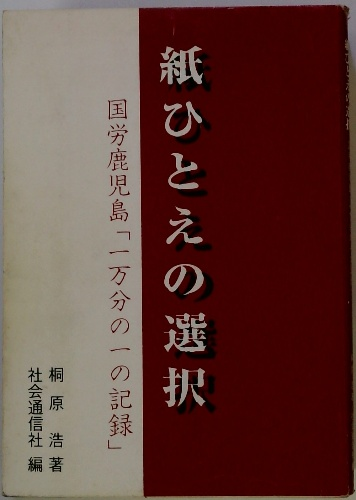 紙ひとえの選択
国労鹿児島「一万分の一の記録」
桐原浩著
社会通信社編